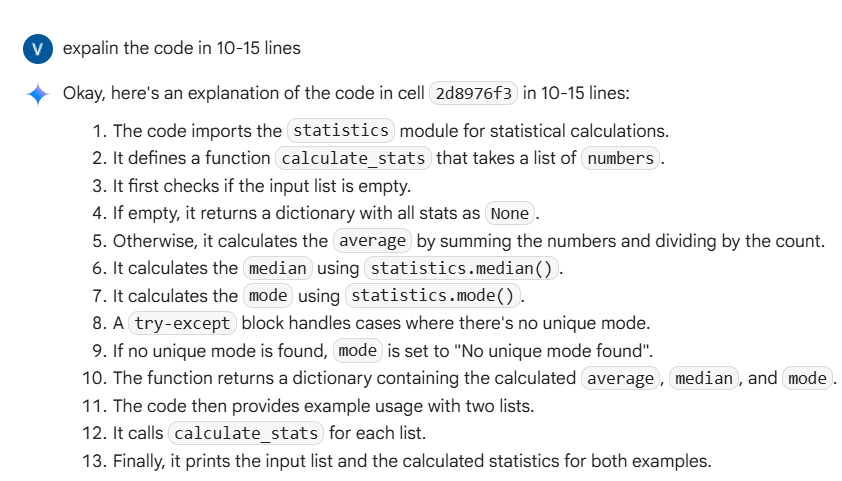 V
expalin the code in 10-15 lines
Okay, here's an explanation of the code in cell 2d8976f3 in 10-15 lines:
1. The code imports the statistics module for statistical calculations.
2. It defines a function calculate_stats that takes a list of numbers.
3. It first checks if the input list is empty.
4. If empty, it returns a dictionary with all stats as None.
5. Otherwise, it calculates the average by summing the numbers and dividing by the count.
6. It calculates the median using statistics.median().
7. It calculates the mode using statistics.mode().
8. A try-except block handles cases where there's no unique mode.
9. If no unique mode is found, mode is set to "No unique mode found".
10. The function returns a dictionary containing the calculated average, median, and mode.
11. The code then provides example usage with two lists.
12. It calls calculate_stats for each list.
13. Finally, it prints the input list and the calculated statistics for both examples.